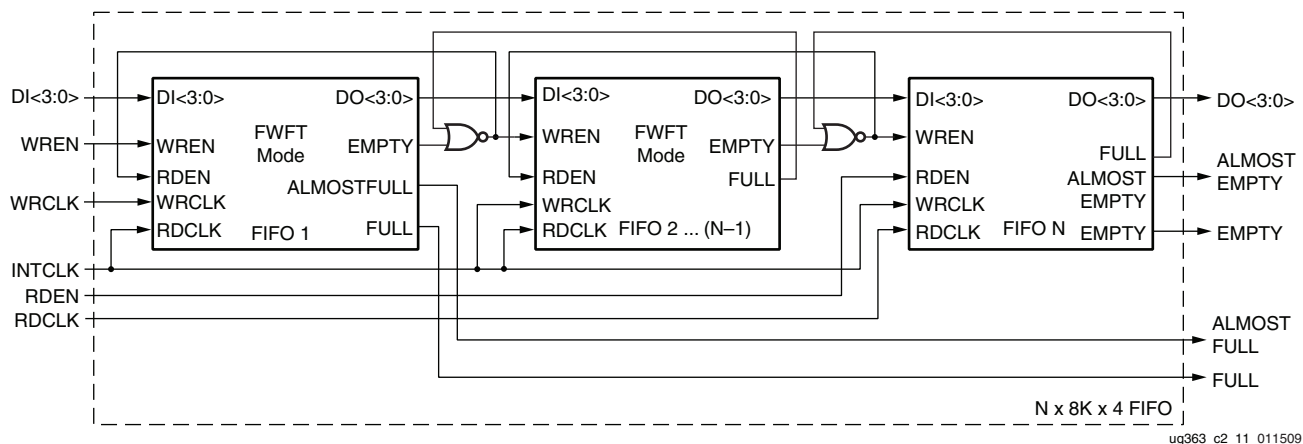 DI<3:0>
WREN
WRCLK
INTCLK
RDEN
RDCLK
DI<3:0>
DO<3:0>
FWFT
Mode
WREN
EMPTY
RDEN
ALMOSTFULL
WRCLK
FULL
RDCLK
FIFO 1
DI<3:0>
DO<3:0>
FWFT
Mode
WREN
EMPTY
RDEN
FULL
WRCLK
RDCLK
FIFO 2 ... (N–1)
DI<3:0>
DO<3:0>
WREN
FULL
RDEN
ALMOST
EMPTY
WRCLK
RDCLK
FIFO N
EMPTY
DO<3:0>
ALMOST
EMPTY
EMPTY
ALMOST
FULL
FULL
N x 8K x 4 FIFO
ug363_c2_11_011509